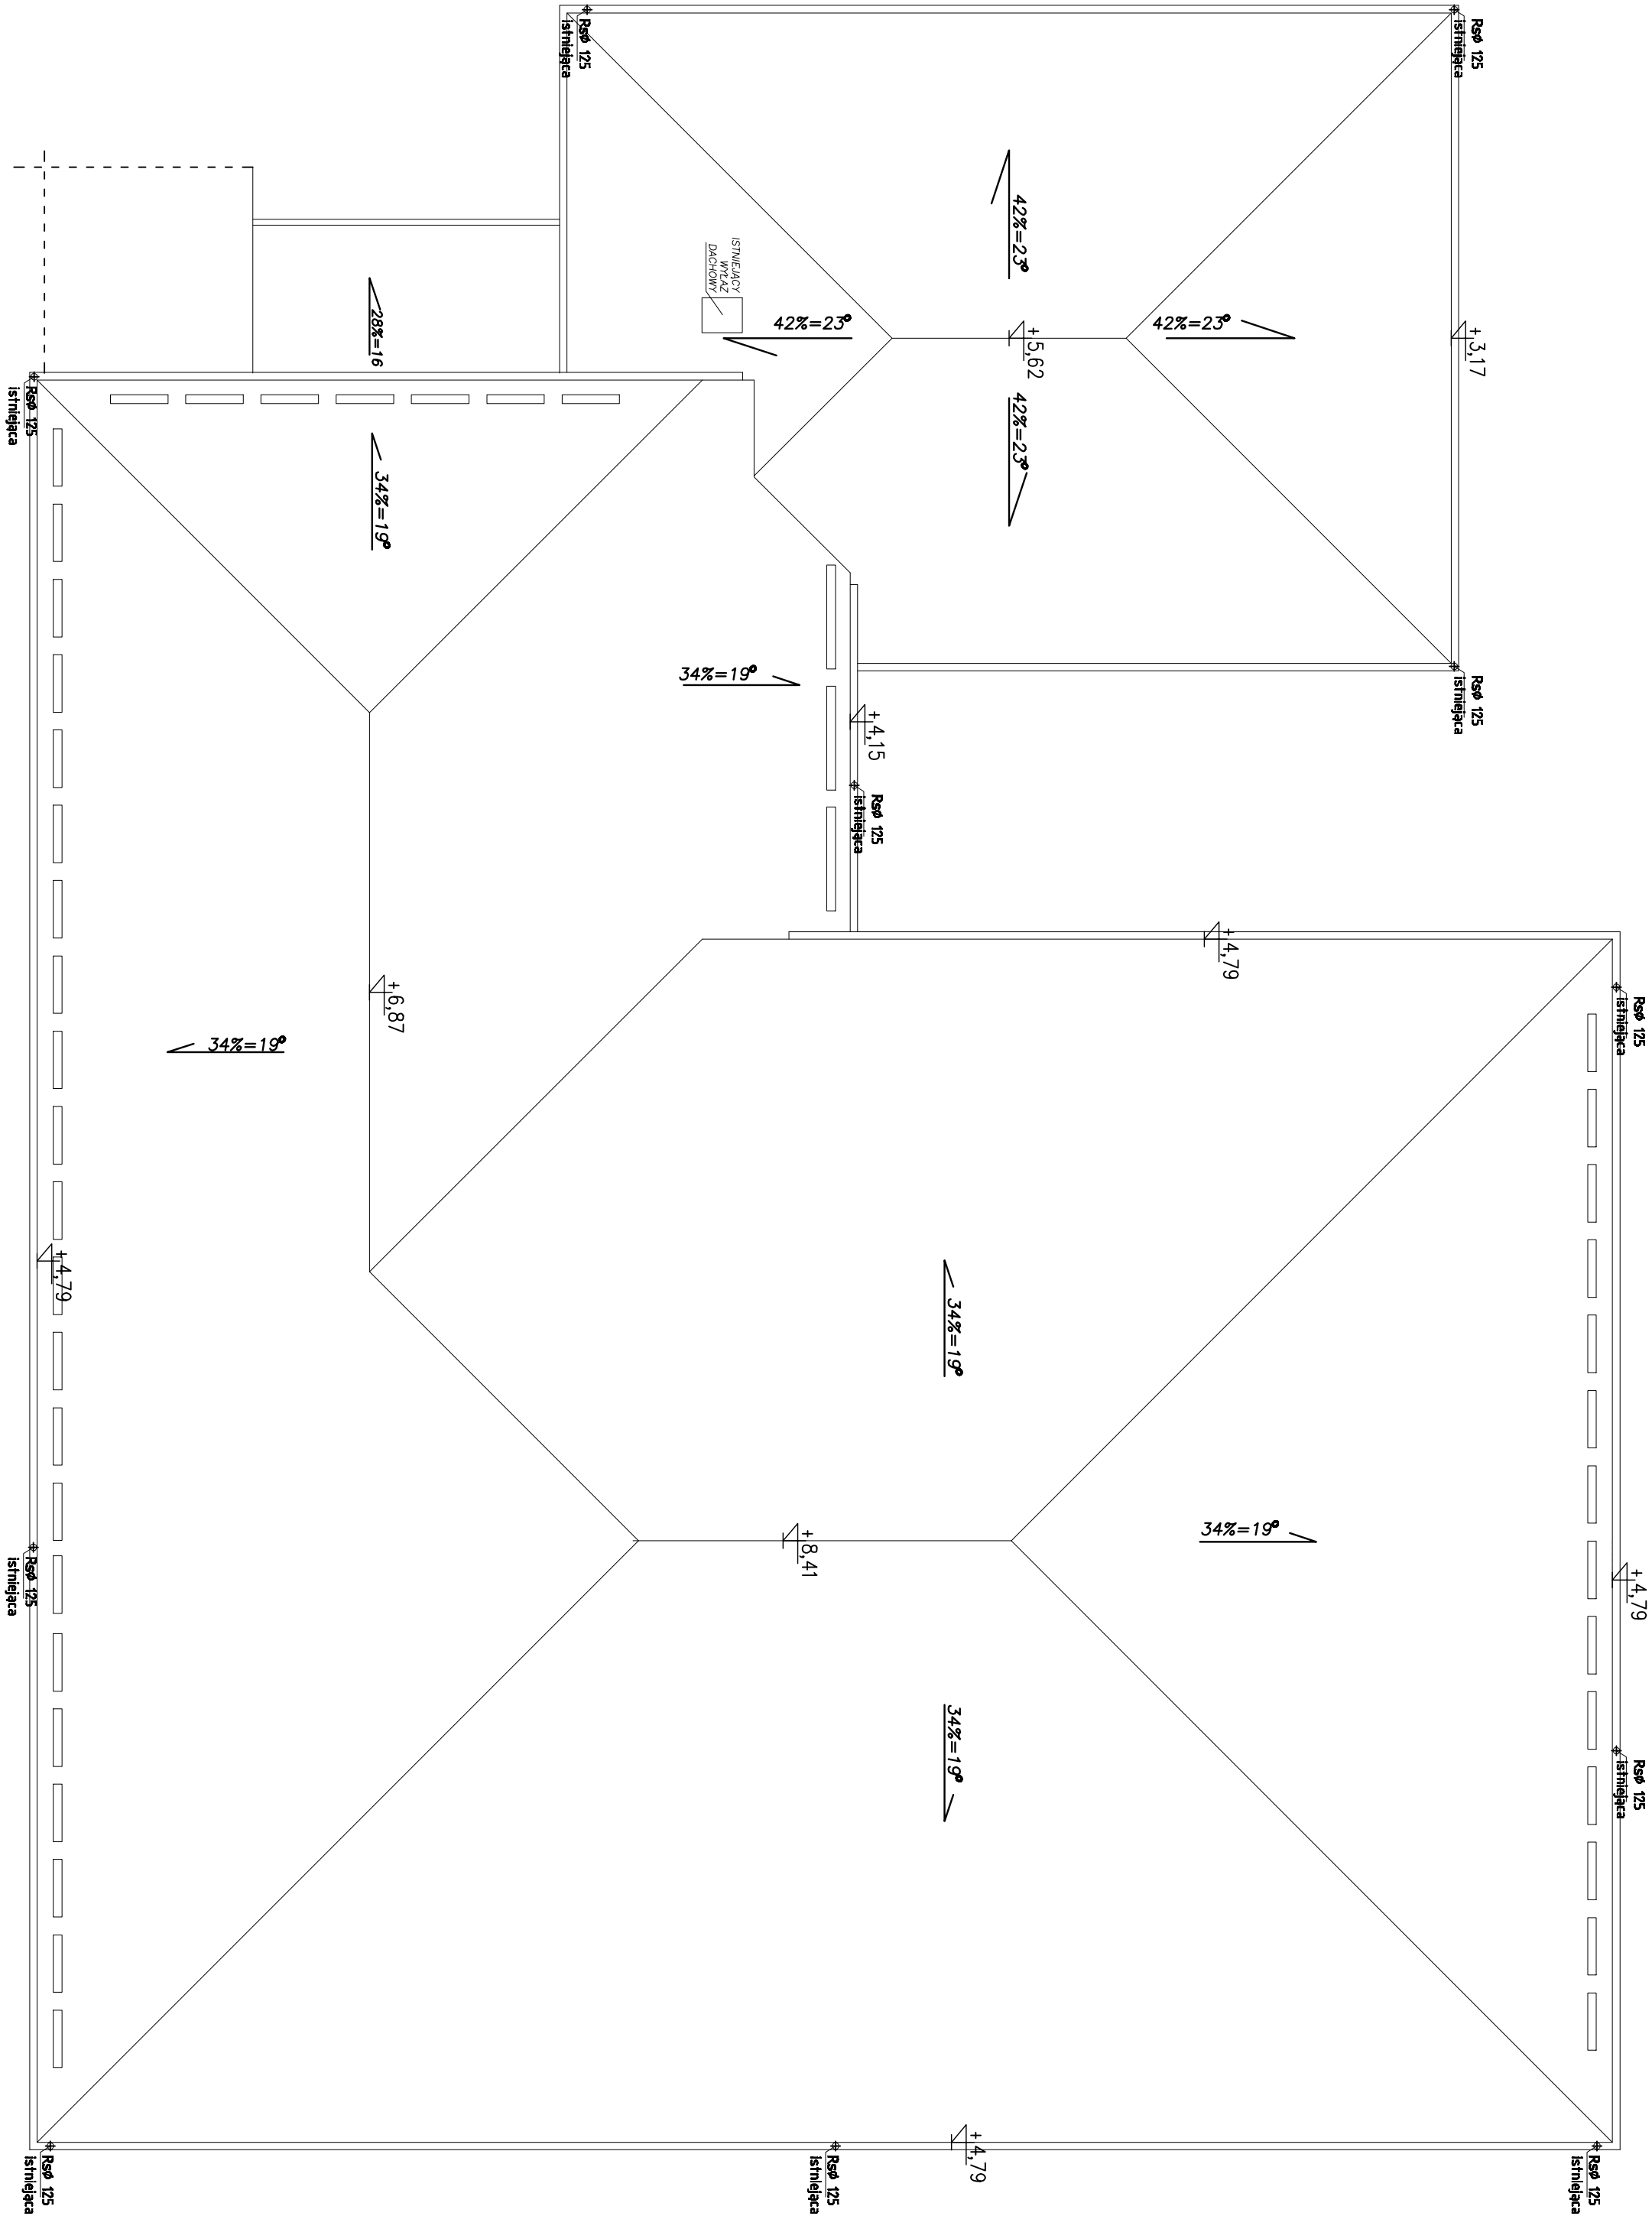 Rsø 125
istniejąca
Rsø 125
istniejąca
42%=23°
ISTNIEJĄCY
WYŁAZ
DACHOWY
42%=23°
+5,62
42%=23°
+3,17
28%=16
42%=23°
Rsø 125
istniejąca
34%=19°
34%=19°
Rsø 125
istniejąca
+4,15
Rsø 125
istniejąca
+4,79
+6,87
Rsø 125
istniejąca
34%=19°
+4,79
34%=19°
34%=19°
+8,41
+4,79
Rsø 125
istniejąca
34%=19°
Rsø 125
istniejąca
+4,79
Rsø 125
istniejąca
Rsø 125
istniejąca
Rsø 125
istniejąca